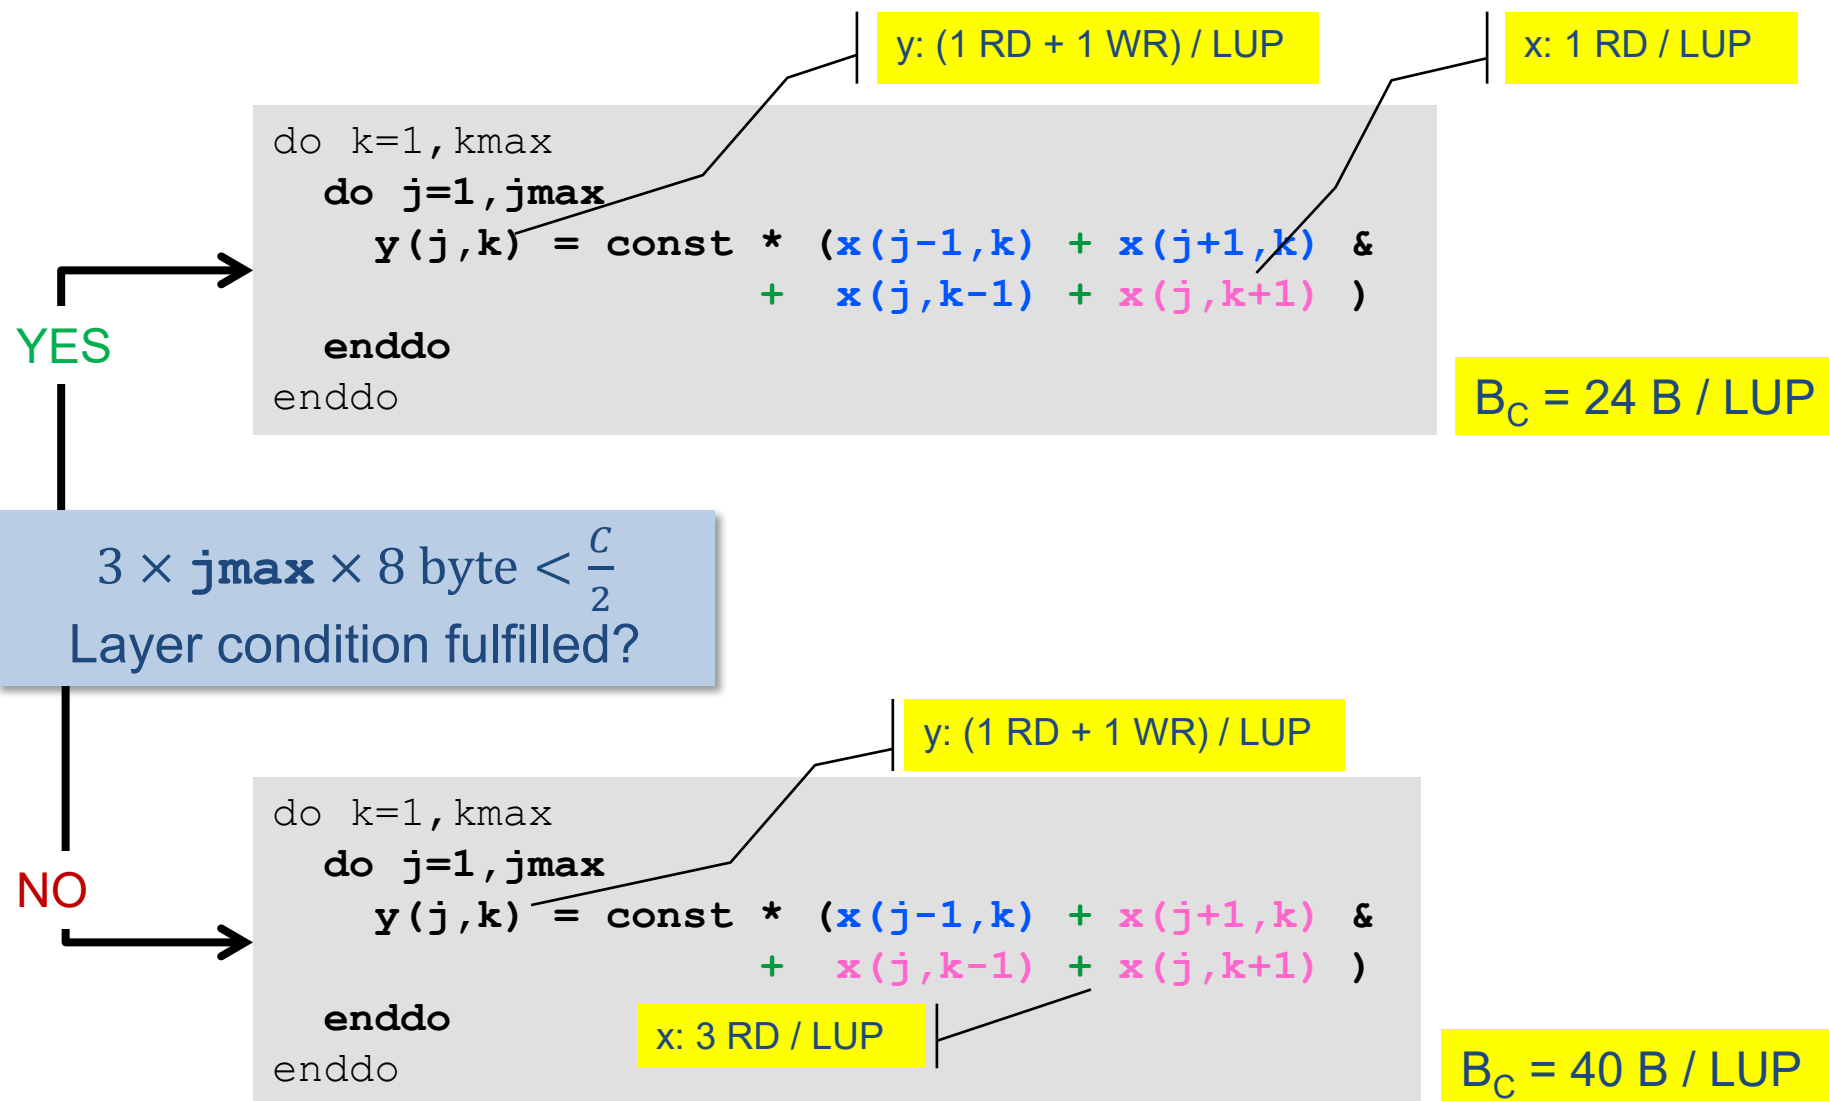 y: (1 RD + 1 WR) / LUP
x: 1 RD / LUP
do k=1,kmax
  do j=1,jmax
    y(j,k) = const * (x(j-1,k) + x(j+1,k) &
                   +  x(j,k-1) + x(j,k+1) )
  enddo
enddo
YES
B_C = 24 B / LUP
3 × jmax × 8 byte < C/2
Layer condition fulfilled?
y: (1 RD + 1 WR) / LUP
do k=1,kmax
  do j=1,jmax
    y(j,k) = const * (x(j-1,k) + x(j+1,k) &
                   +  x(j,k-1) + x(j,k+1) )
  enddo
enddo
NO
x: 3 RD / LUP
B_C = 40 B / LUP